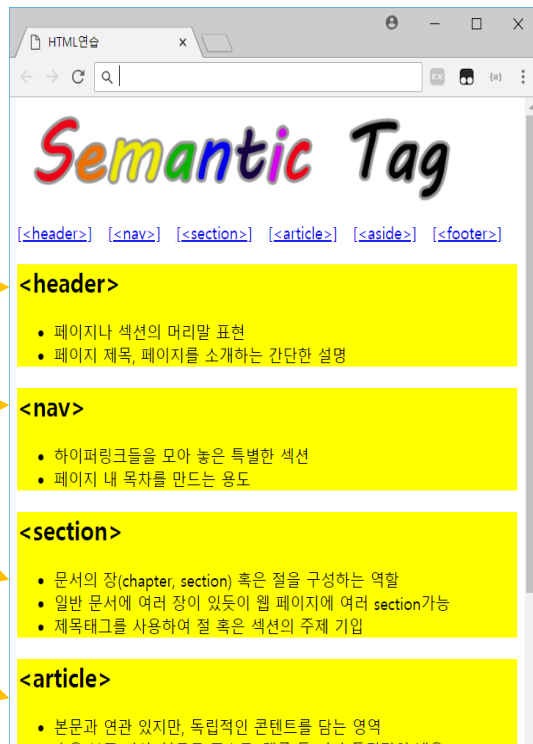 HTML연습
EX
{=}
Semantic Tag
[<header>] [<nav>] [<section>] [<article>] [<aside>] [<footer>]
<header>
• 페이지나 섹션의 머리말 표현
• 페이지 제목, 페이지를 소개하는 간단한 설명
<nav>
• 하이퍼링크들을 모아 놓은 특별한 섹션
• 페이지 내 목차를 만드는 용도
<section>
• 문서의 장(chapter, section) 혹은 절을 구성하는 역할
• 일반 문서에 여러 장이 있듯이 웹 페이지에 여러 section가능
• 제목태그를 사용하여 절 혹은 섹션의 주제 기입
<article>
• 본문과 연관 있지만, 독립적인 콘텐트를 담는 영역